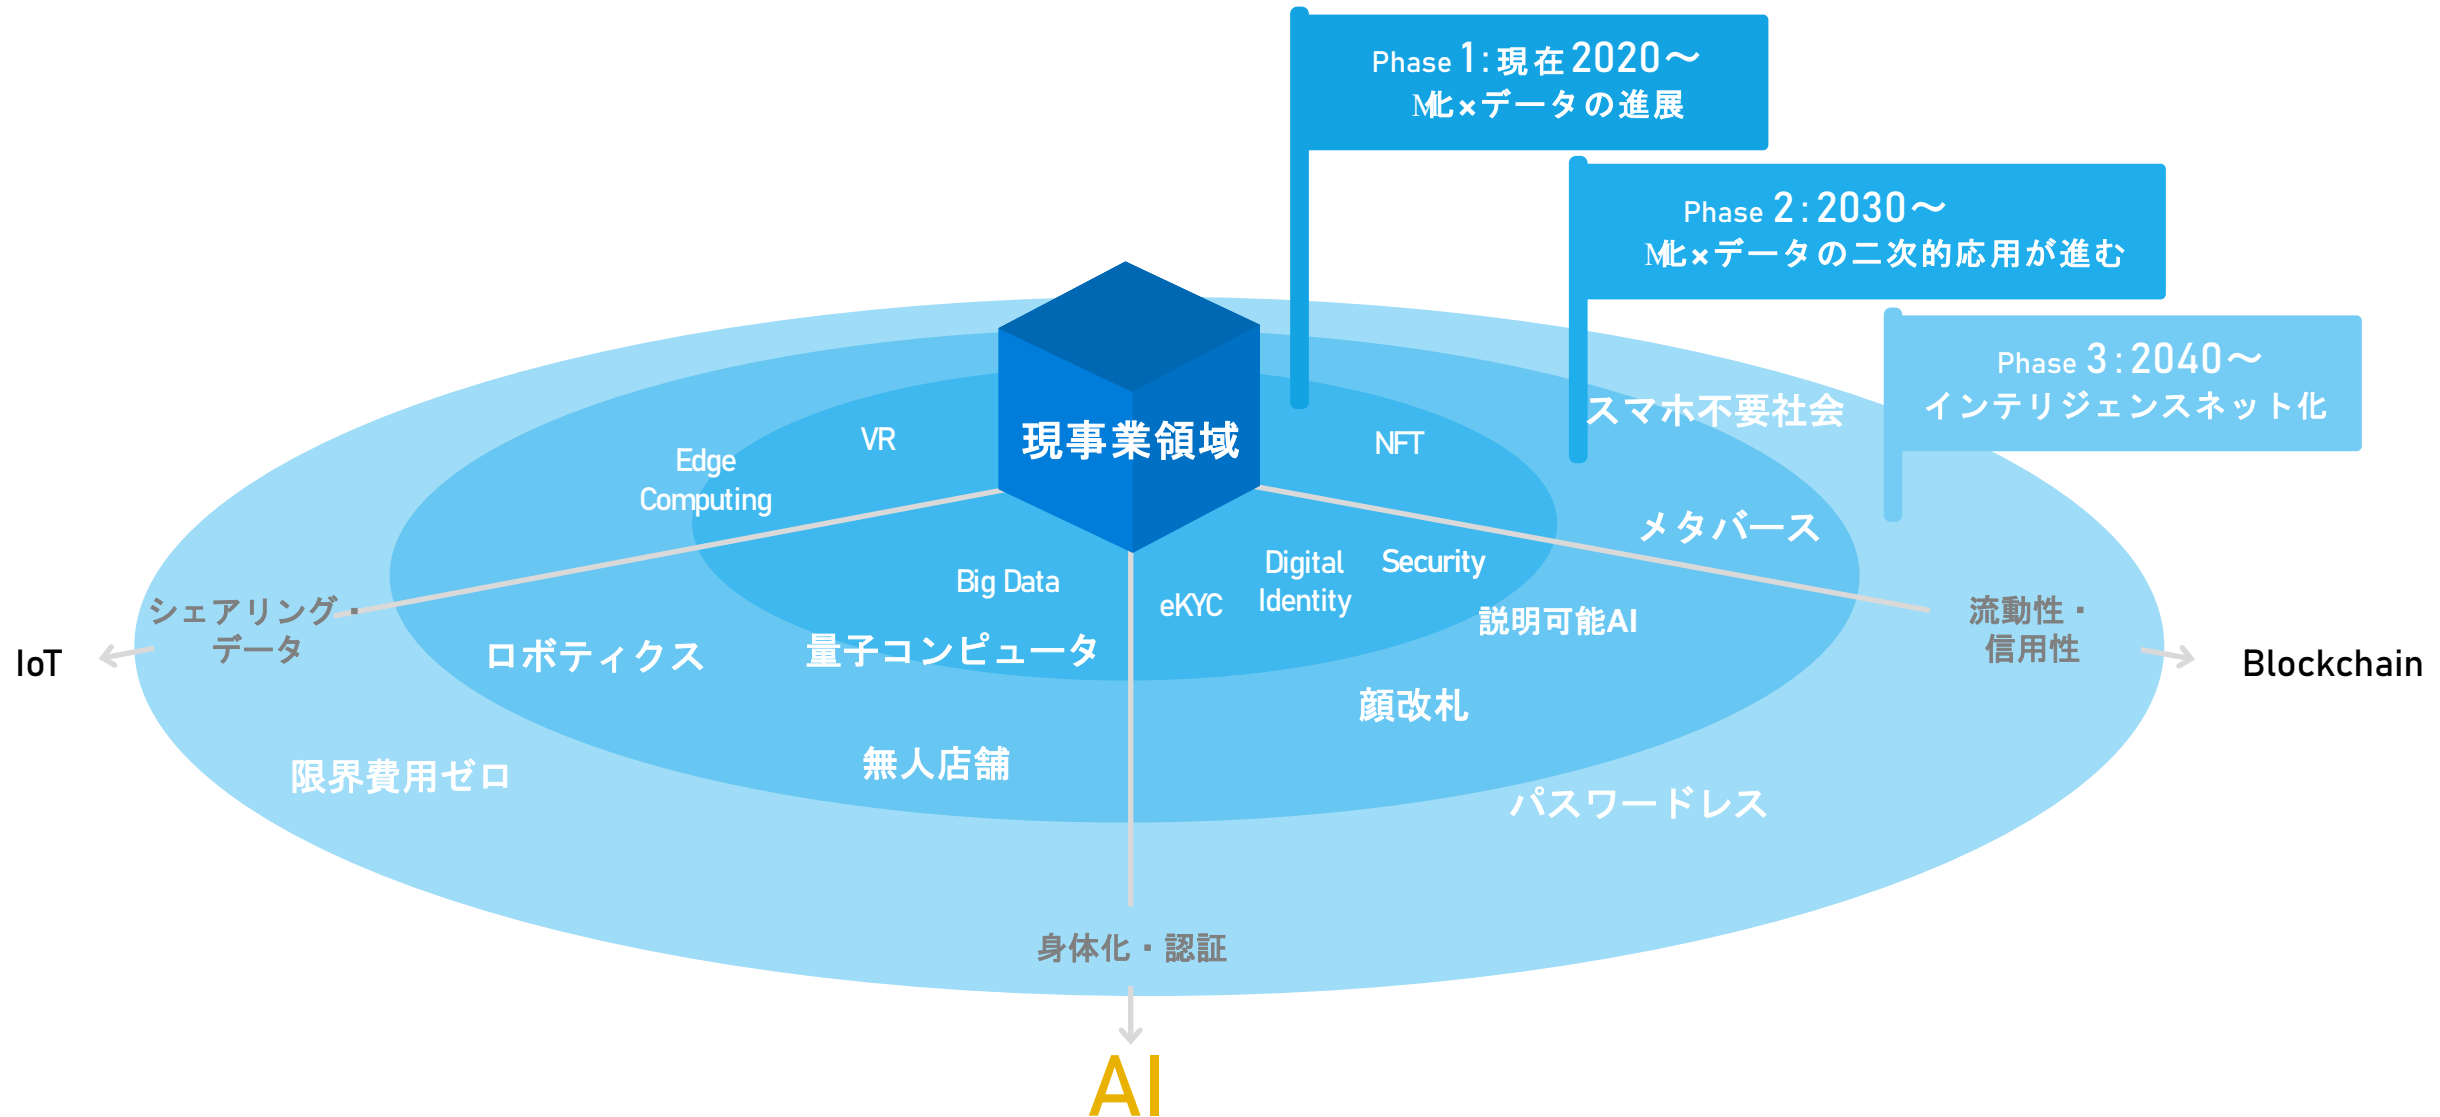 Phase 1：現在2020～
AI化×データの進展
Phase 2：2030～
AI化×データの二次的応用が進む
Phase 3：2040～
インテリジェンスネット化
スマホ不要社会
現事業領域
VR
NFT
Edge
Computing
メタバース
Big Data
eKYC
Digital
Identity
Security
シェアリング・
データ
流動性・
信用性
説明可能AI
ロボティクス
量子コンピュータ
IoT
Blockchain
顔改札
無人店舗
限界費用ゼロ
パスワードレス
身体化・認証
AI